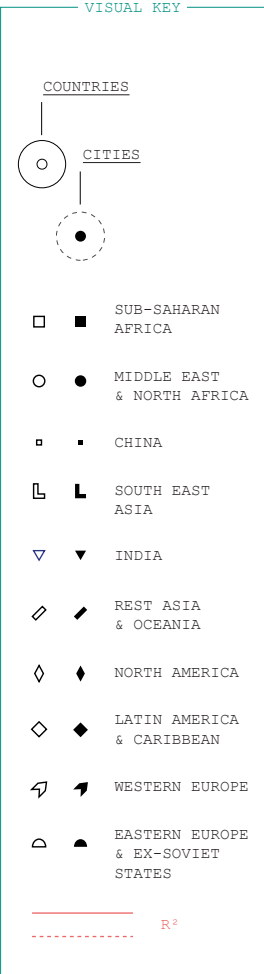 VISUAL KEY
COUNTRIES
CITIES
SUB-SAHARAN
AFRICA
MIDDLE EAST
& NORTH AFRICA
CHINA
SOUTH EAST
ASIA
INDIA
REST ASIA
& OCEANIA
NORTH AMERICA
LATIN AMERICA
& CARIBBEAN
WESTERN EUROPE
EASTERN EUROPE
& EX-SOVIET
STATES
R²